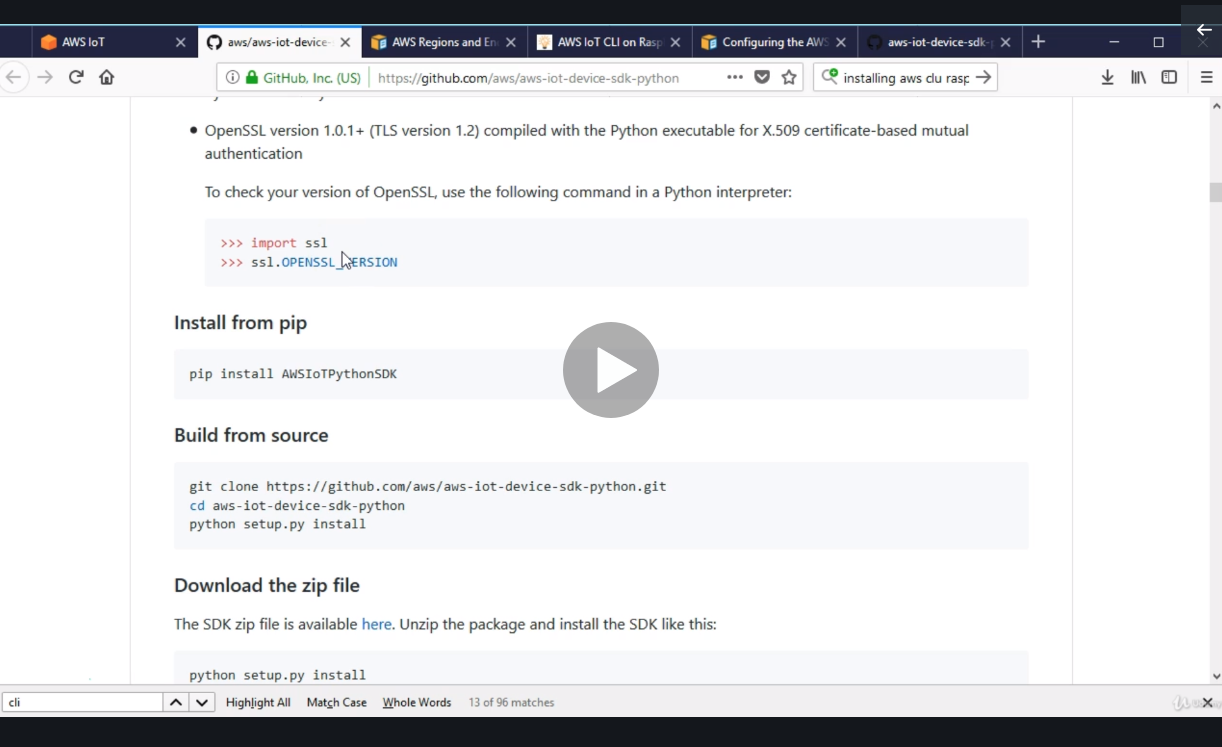 AWS IoT
aws/aws-iot-device-
AWS Regions and En
AWS IoT CLI on Rasp
Configuring the AWS
aws-iot-device-sdk-p
GitHub, Inc. (US)
https://github.com/aws/aws-iot-device-sdk-python
installing aws clu rasp
• OpenSSL version 1.0.1+ (TLS version 1.2) compiled with the Python executable for X.509 certificate-based mutual
authentication
To check your version of OpenSSL, use the following command in a Python interpreter:
>>> import ssl
>>> ssl.OPENSSL_VERSION
Install from pip
pip install AWSIoTPythonSDK
Build from source
git clone https://github.com/aws/aws-iot-device-sdk-python.git
cd aws-iot-device-sdk-python
python setup.py install
Download the zip file
The SDK zip file is available here. Unzip the package and install the SDK like this:
python setup.py install
cli
Highlight All
Match Case
Whole Words
13 of 96 matches